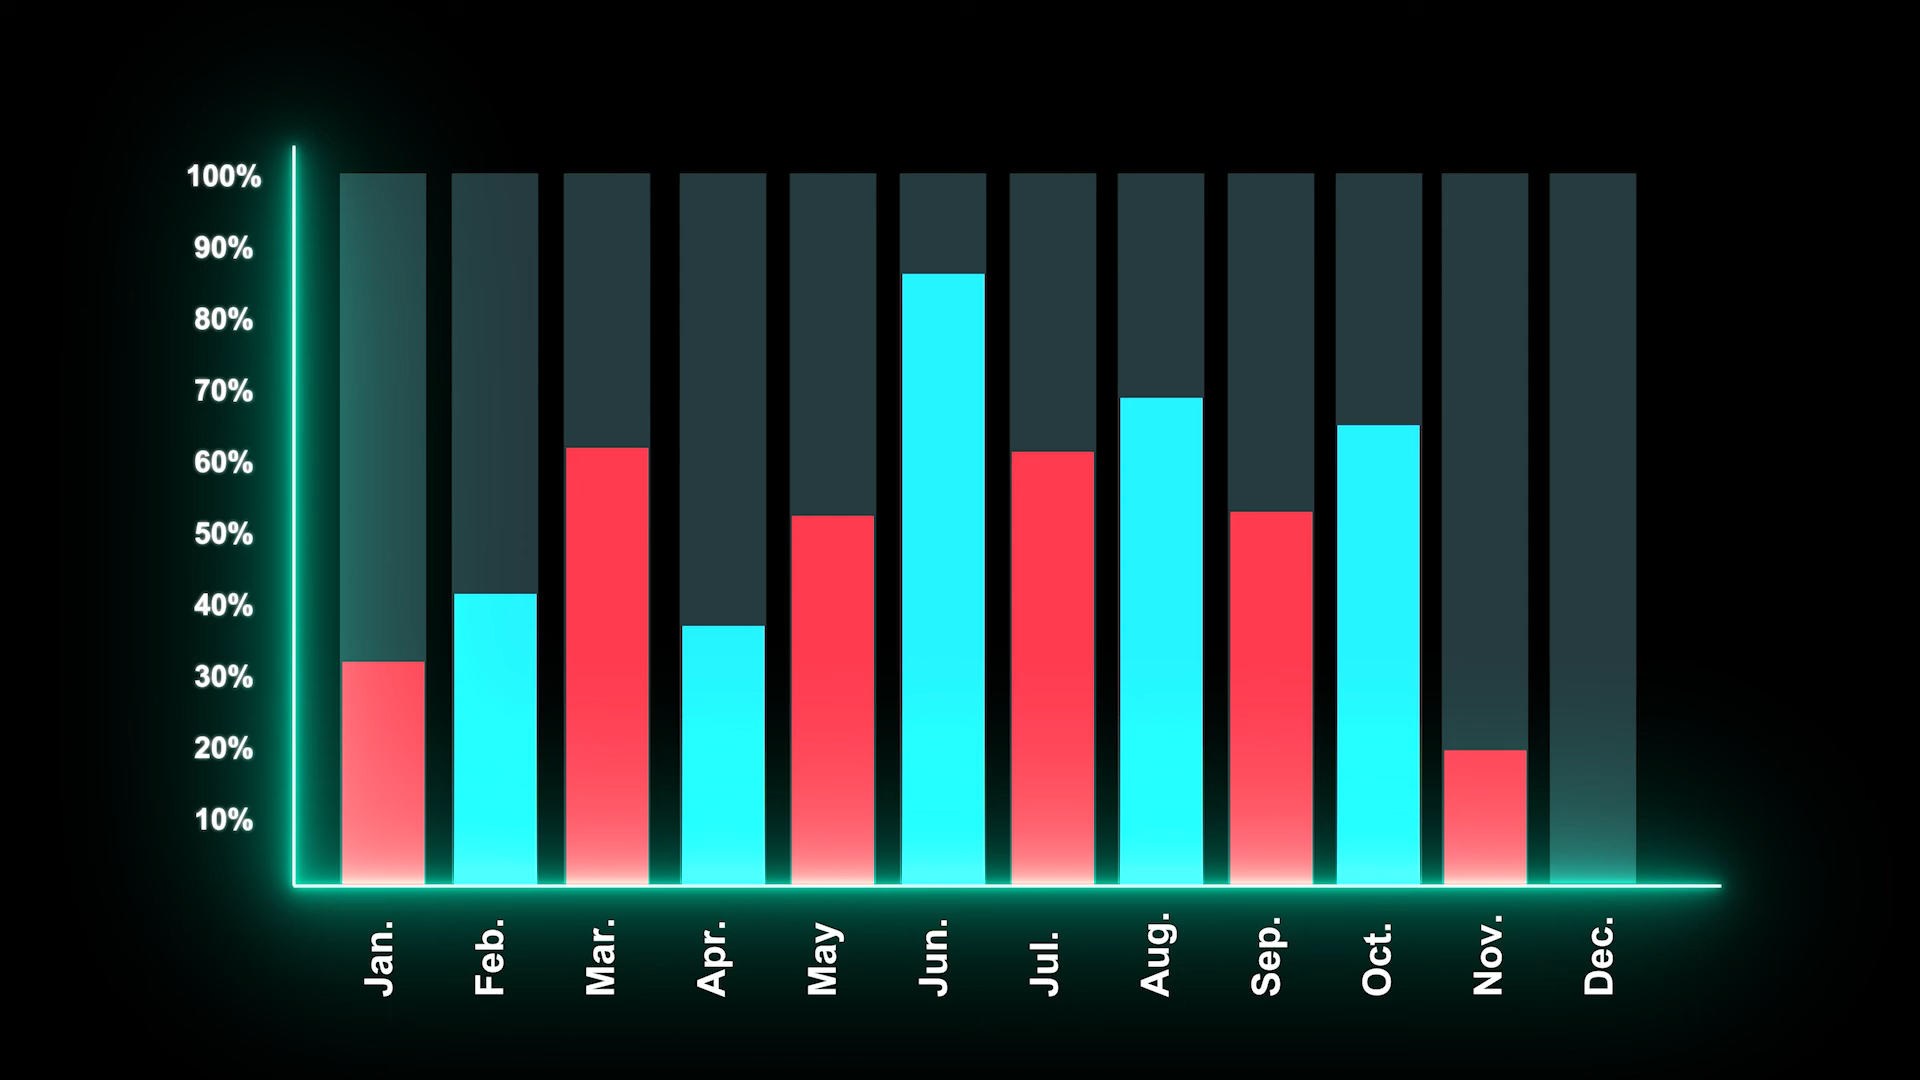 100%
90%
80%
70%
60%
50%
40%
30%
20%
10%
Jan.
Feb.
Mar.
Apr.
May
Jun.
Jul.
Aug.
Sep.
Oct.
Nov.
Dec.